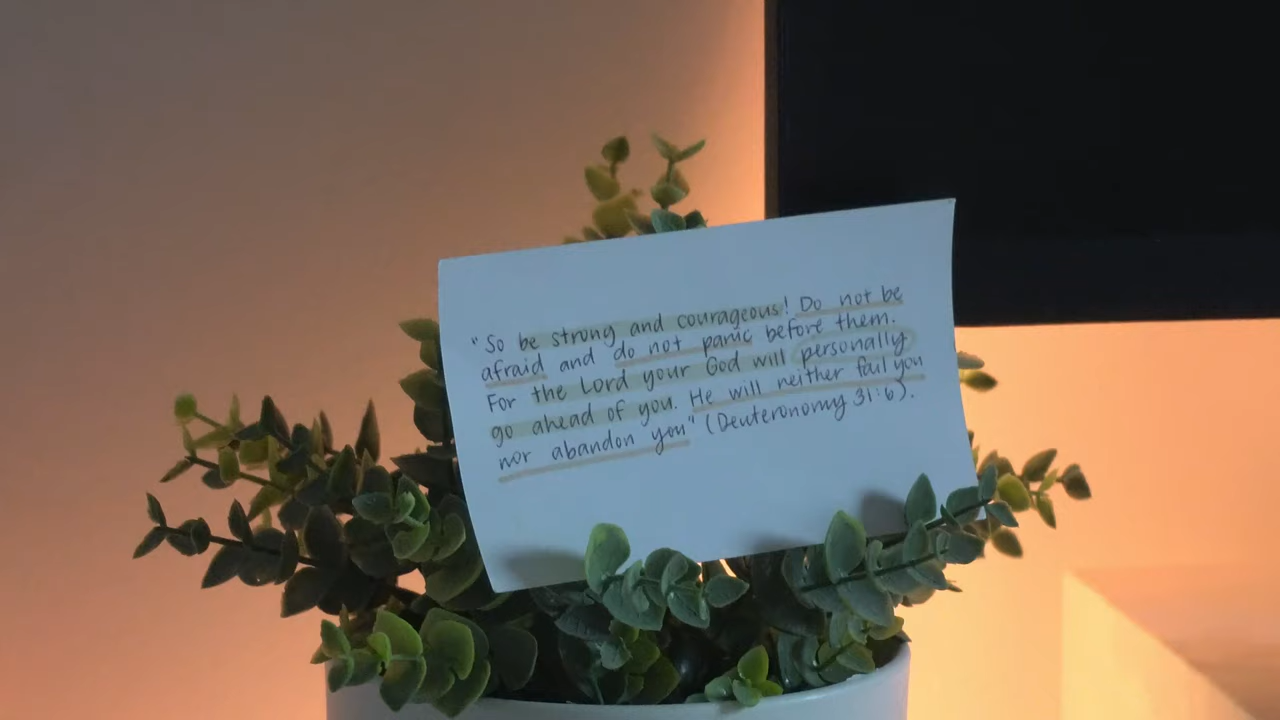 "So be strong and courageous! Do not be
afraid and do not panic before them.
For the Lord your God will personally
go ahead of you. He will neither fail you
nor abandon you" (Deuteronomy 31:6).